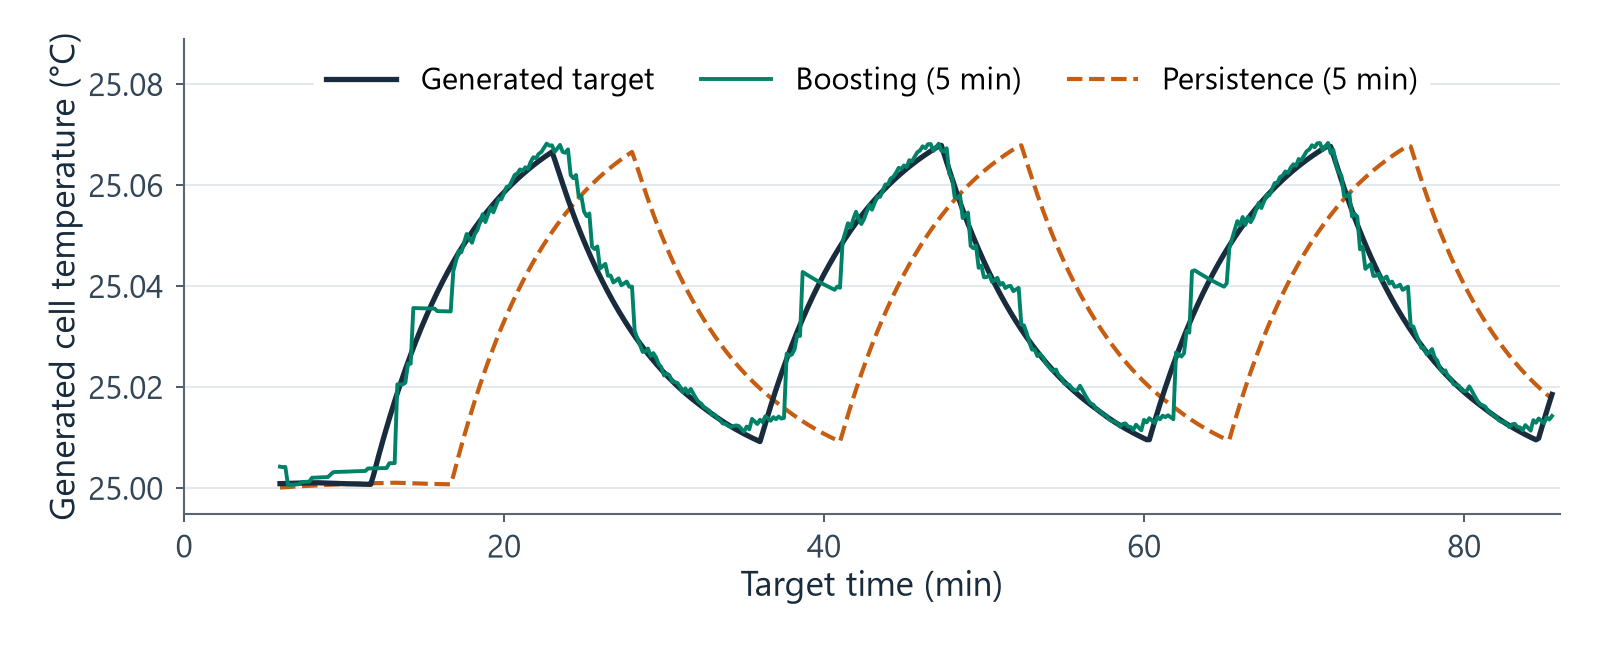 Generated target
Boosting (5 min)
Persistence (5 min)
Generated cell temperature (°C)
25.08
25.06
25.04
25.02
25.00
0
20
40
60
80
Target time (min)